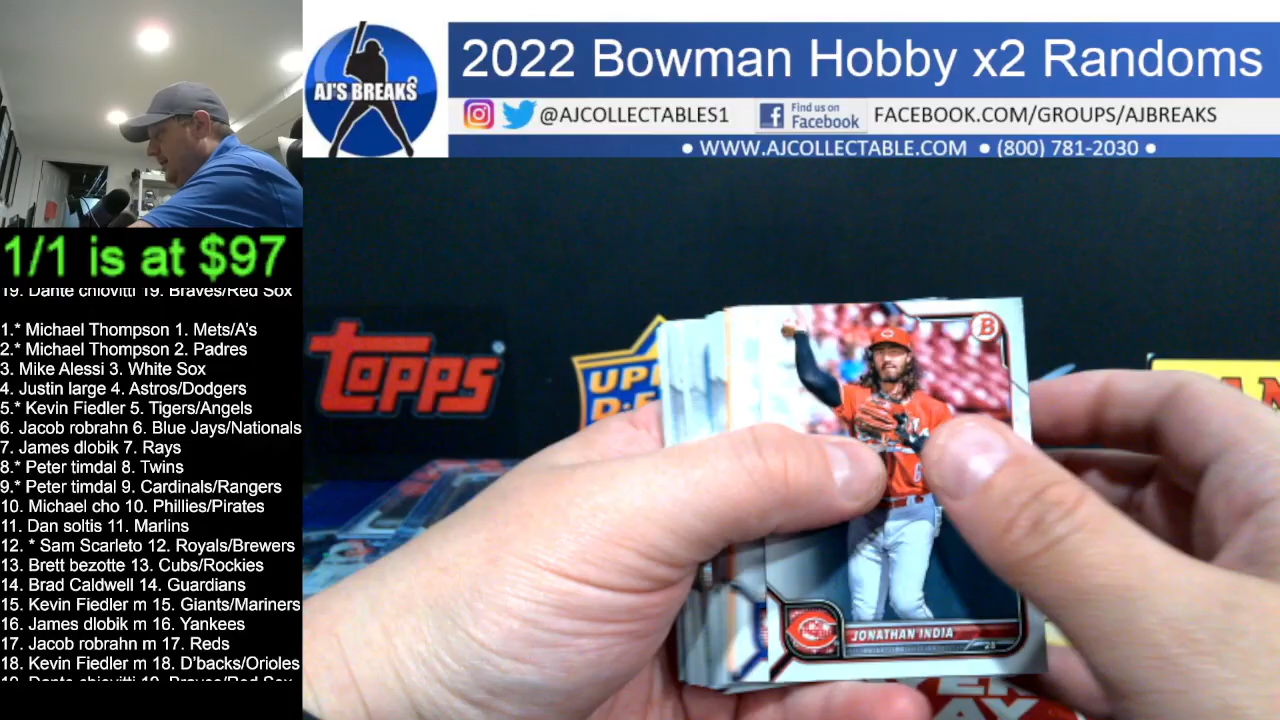 AJ'S BREAKS
2022 Bowman Hobby x2 Randoms
@AJCOLLECTABLES1
Find us on
Facebook
FACEBOOK.COM/GROUPS/AJBREAKS
• WWW.AJCOLLECTABLE.COM • (800) 781-2030 •
1/1 is at $97
19. Dante chiovitti 19. Braves/Red Sox
1.* Michael Thompson 1. Mets/A's
2.* Michael Thompson 2. Padres
3. Mike Alessi 3. White Sox
4. Justin large 4. Astros/Dodgers
5.* Kevin Fiedler 5. Tigers/Angels
6. Jacob robrahn 6. Blue Jays/Nationals
7. James dlobik 7. Rays
8.* Peter timdal 8. Twins
9.* Peter timdal 9. Cardinals/Rangers
10. Michael cho 10. Phillies/Pirates
11. Dan soltis 11. Marlins
12. * Sam Scarleto 12. Royals/Brewers
13. Brett bezotte 13. Cubs/Rockies
14. Brad Caldwell 14. Guardians
15. Kevin Fiedler m 15. Giants/Mariners
16. James dlobik m 16. Yankees
17. Jacob robrahn m 17. Reds
18. Kevin Fiedler m 18. D'backs/Orioles
19. Dante chiovitti 19. Braves/Red Sox
topps
B
JONATHAN INDIA